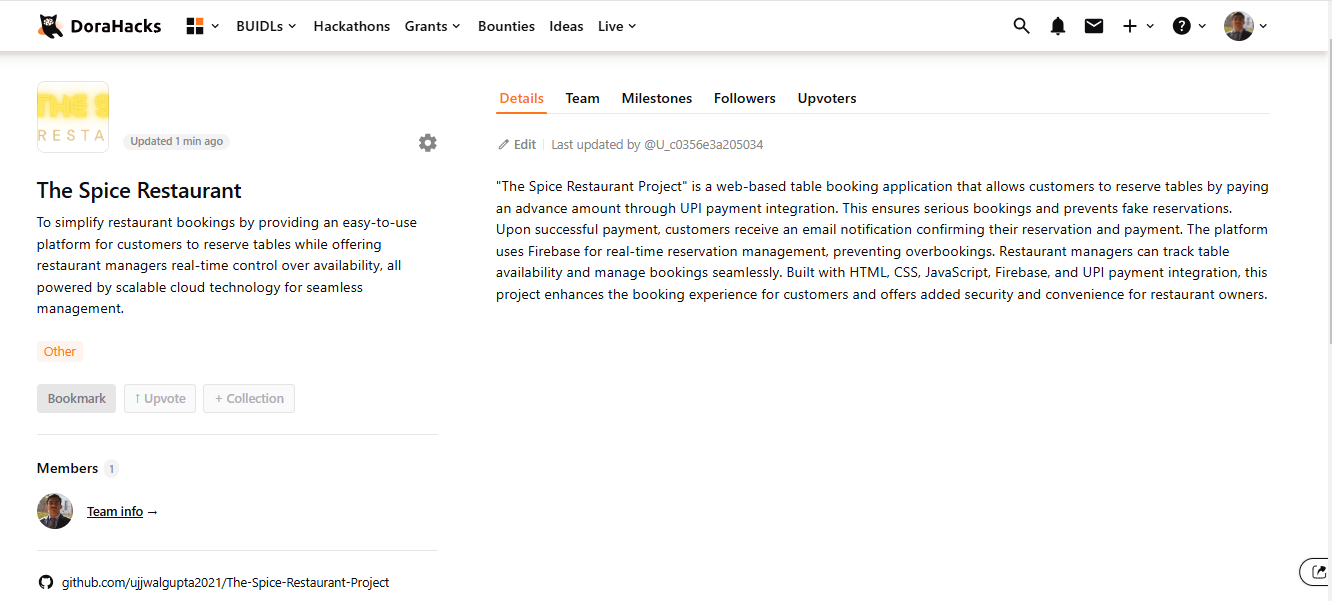 DoraHacks BUIDLs Hackathons Grants Bounties Ideas Live
THE S
RESTA
Updated 1 min ago
The Spice Restaurant
To simplify restaurant bookings by providing an easy-to-use
platform for customers to reserve tables while offering
restaurant managers real-time control over availability, all
powered by scalable cloud technology for seamless
management.
Other
Bookmark ↑ Upvote + Collection
Members 1
Team info →
github.com/ujjwalgupta2021/The-Spice-Restaurant-Project
Details Team Milestones Followers Upvoters
Edit Last updated by @U_c0356e3a205034
"The Spice Restaurant Project" is a web-based table booking application that allows customers to reserve tables by paying
an advance amount through UPI payment integration. This ensures serious bookings and prevents fake reservations.
Upon successful payment, customers receive an email notification confirming their reservation and payment. The platform
uses Firebase for real-time reservation management, preventing overbookings. Restaurant managers can track table
availability and manage bookings seamlessly. Built with HTML, CSS, JavaScript, Firebase, and UPI payment integration, this
project enhances the booking experience for customers and offers added security and convenience for restaurant owners.